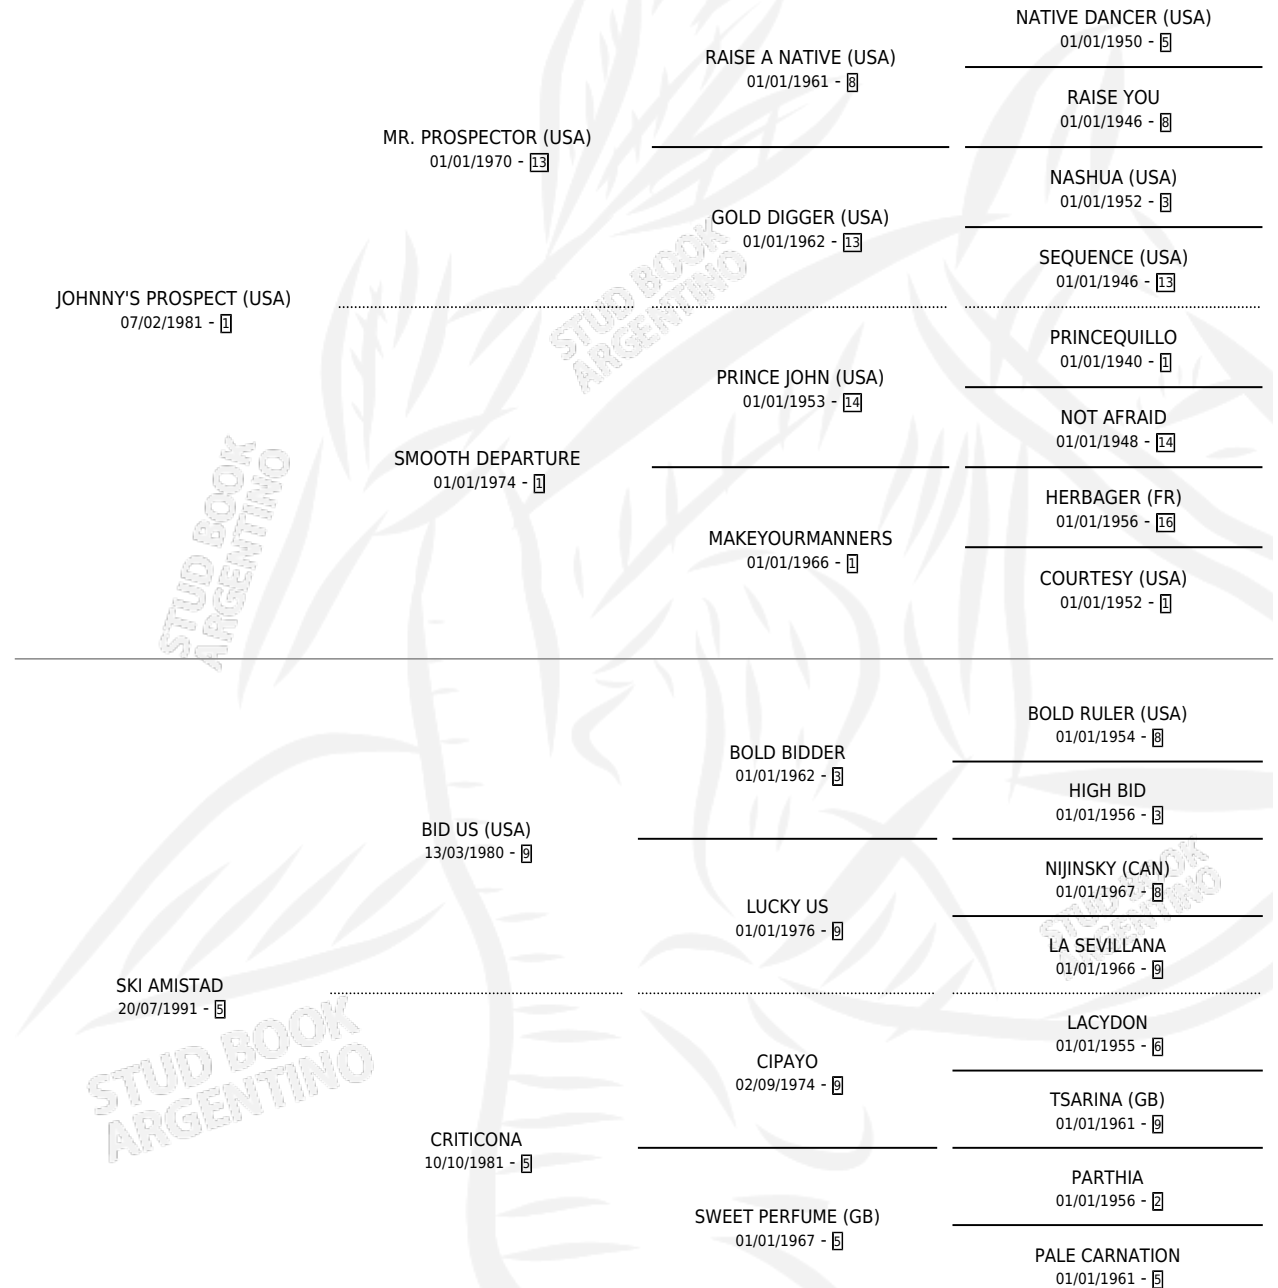 NATIVE DANCER (USA)
01/01/1950 - 5
RAISE A NATIVE (USA)
01/01/1961 - 8
RAISE YOU
01/01/1946 - 8
MR. PROSPECTOR (USA)
01/01/1970 - 13
NASHUA (USA)
01/01/1952 - 3
GOLD DIGGER (USA)
01/01/1962 - 13
SEQUENCE (USA)
01/01/1946 - 13
STUD BOOK
ARGENTINO
JOHNNY'S PROSPECT (USA)
07/02/1981 - 1
PRINCEQUILLO
01/01/1940 - 1
PRINCE JOHN (USA)
01/01/1953 - 14
NOT AFRAID
01/01/1948 - 14
SMOOTH DEPARTURE
01/01/1974 - 1
HERBAGER (FR)
01/01/1956 - 16
MAKEYOURMANNERS
01/01/1966 - 1
COURTESY (USA)
01/01/1952 - 1
STUD BOOK
ARGENTINO
BOLD RULER (USA)
01/01/1954 - 8
BOLD BIDDER
01/01/1962 - 3
HIGH BID
01/01/1956 - 3
BID US (USA)
13/03/1980 - 9
NIJINSKY (CAN)
01/01/1967 - 8
LUCKY US
01/01/1976 - 9
LA SEVILLANA
01/01/1966 - 9
STUD BOOK
ARGENTINO
SKI AMISTAD
20/07/1991 - 5
LACYDON
01/01/1955 - 6
CIPAYO
02/09/1974 - 9
TSARINA (GB)
01/01/1961 - 9
STUD BOOK
ARGENTINO
CRITICONA
10/10/1981 - 5
PARTHIA
01/01/1956 - 2
SWEET PERFUME (GB)
01/01/1967 - 5
PALE CARNATION
01/01/1961 - 5